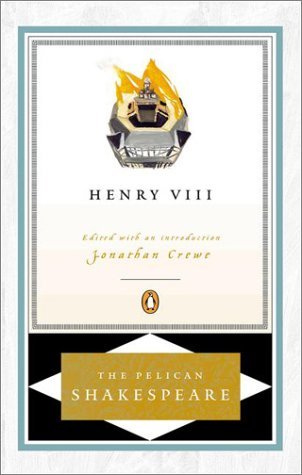 HENRY VIII
Edited with an introduction
Jonathan Crewe
THE PELICAN
SHAKESPEARE